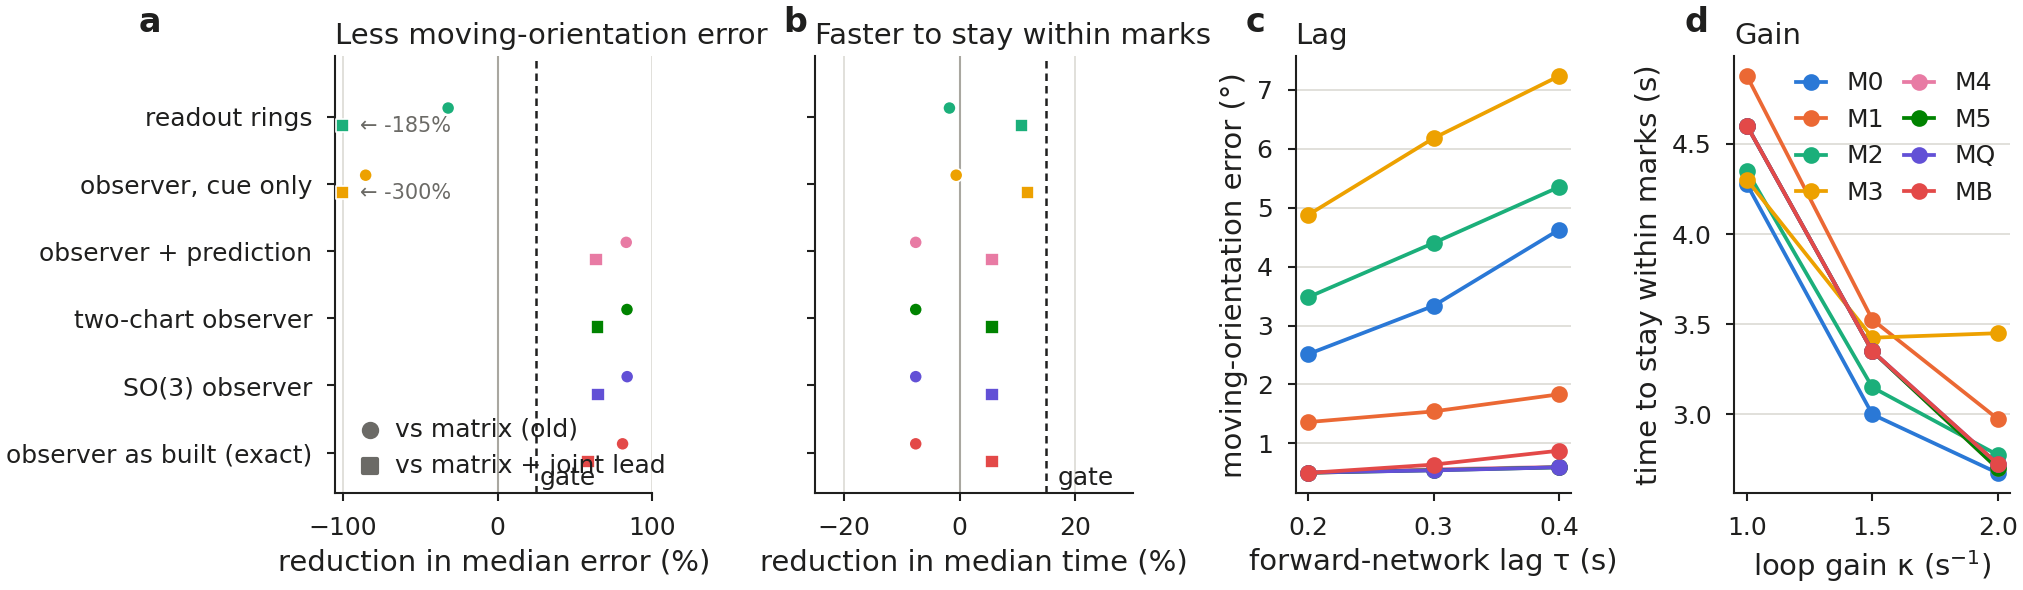 a
Less moving-orientation error
readout rings
observer, cue only
observer + prediction
two-chart observer
SO(3) observer
observer as built (exact)
← -185%
← -300%
vs matrix (old)
vs matrix + joint lead
gate
−100
0
100
reduction in median error (%)
b
Faster to stay within marks
gate
−20
0
20
reduction in median time (%)
c
Lag
moving-orientation error (°)
7
6
5
4
3
2
1
0.2
0.3
0.4
forward-network lag τ (s)
d
Gain
time to stay within marks (s)
4.5
4.0
3.5
3.0
M0
M1
M2
M3
M4
M5
MQ
MB
1.0
1.5
2.0
loop gain κ (s⁻¹)